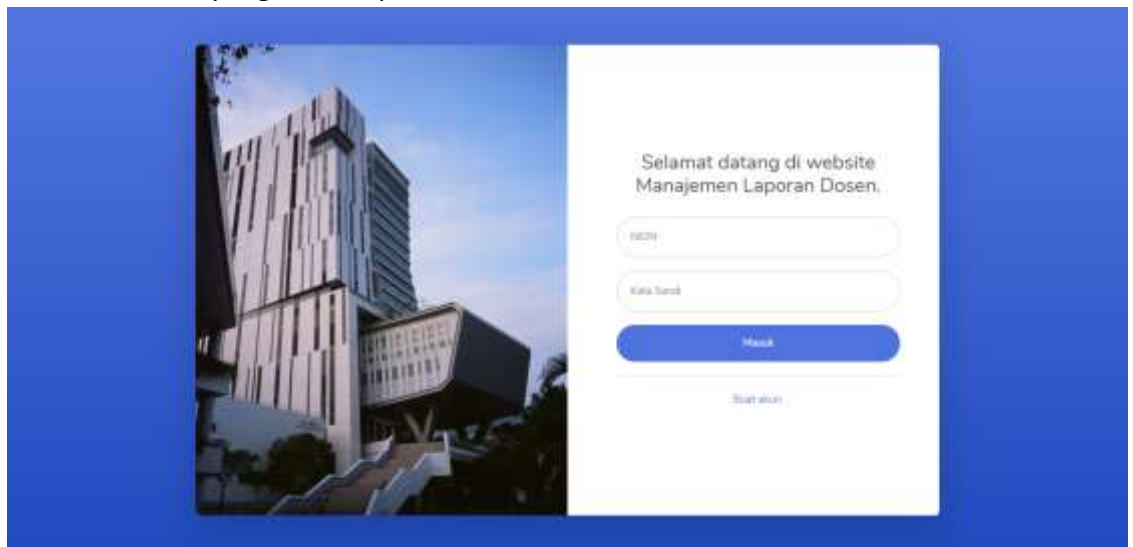 Selamat datang di website
Manajemen Laporan Dosen.
NIDN
Kata Sandi
Masuk
Buat akun